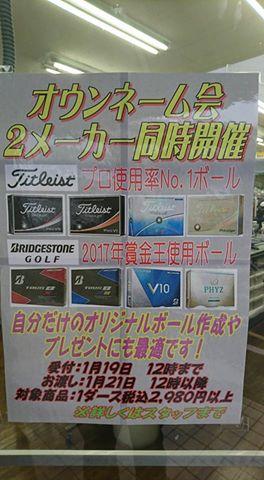 オウンネーム会
2メーカー同時開催
Titleist プロ使用率No.1ボール
Titleist
Titleist
Titleist
BRIDGESTONE GOLF 2017年賞金王使用ボール
TOUR B
TOUR B
V10
PHYZ
自分だけのオリジナルボール作成や
プレゼントにも最適です！
受付：1月19日 12時まで
お渡し：1月21日 12時以降
対象商品：1ダース税込2,980円以上
※詳しくはスタッフまで